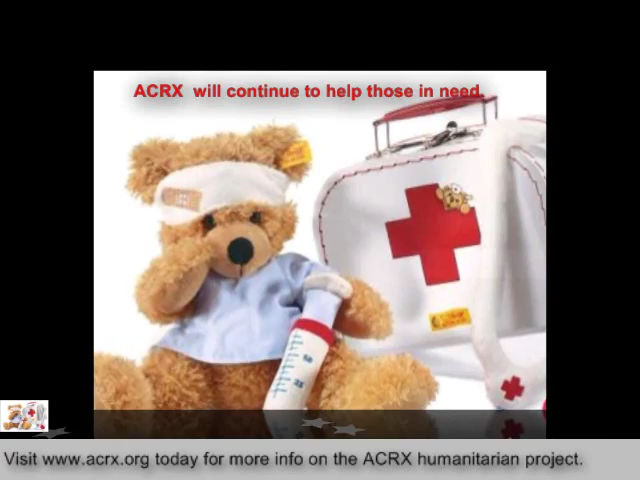 ACRX will continue to help those in need.
Visit www.acrx.org today for more info on the ACRX humanitarian project.